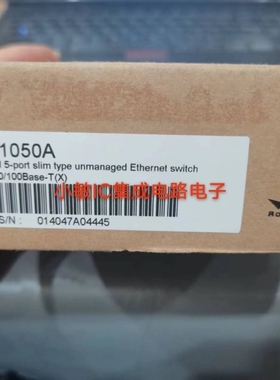 1050A
5-port slim type unmanaged Ethernet switch
0/100Base-T(X)
小敏IC集成电路电子
S/N : 014047A04445